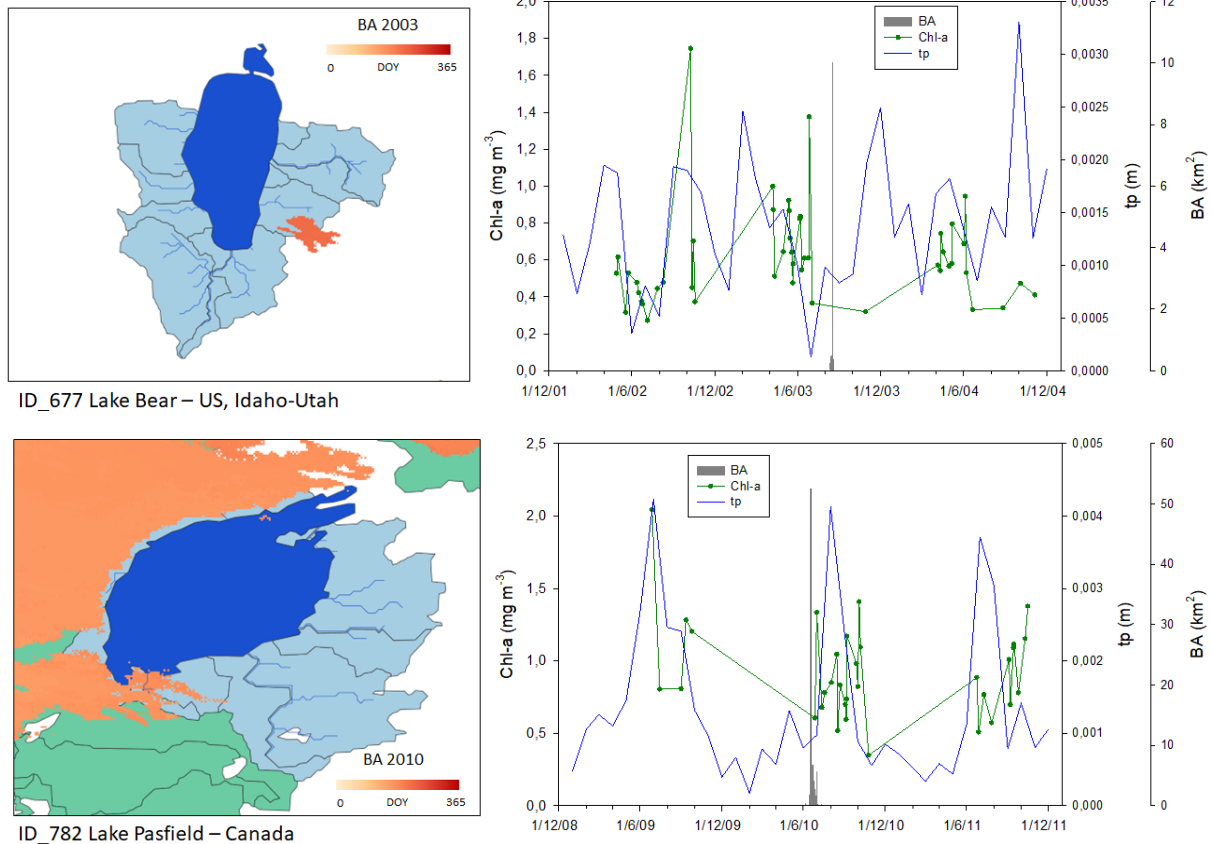 BA 2003
0 DOY 365
ID_677 Lake Bear – US, Idaho-Utah
Chl-a (mg m-3)
2,0
1,8
1,6
1,4
1,2
1,0
0,8
0,6
0,4
0,2
0,0
BA
Chl-a
tp
0,0035
0,0030
0,0025
0,0020
0,0015
0,0010
0,0005
0,0000
tp (m)
12
10
8
6
4
2
0
BA (km2)
1/12/01 1/6/02 1/12/02 1/6/03 1/12/03 1/6/04 1/12/04
BA 2010
0 DOY 365
ID_782 Lake Pasfield – Canada
Chl-a (mg m-3)
2,5
2,0
1,5
1,0
0,5
0,0
BA
Chl-a
tp
0,005
0,004
0,003
0,002
0,001
0,000
tp (m)
60
50
40
30
20
10
0
BA (km2)
1/12/08 1/6/09 1/12/09 1/6/10 1/12/10 1/6/11 1/12/11